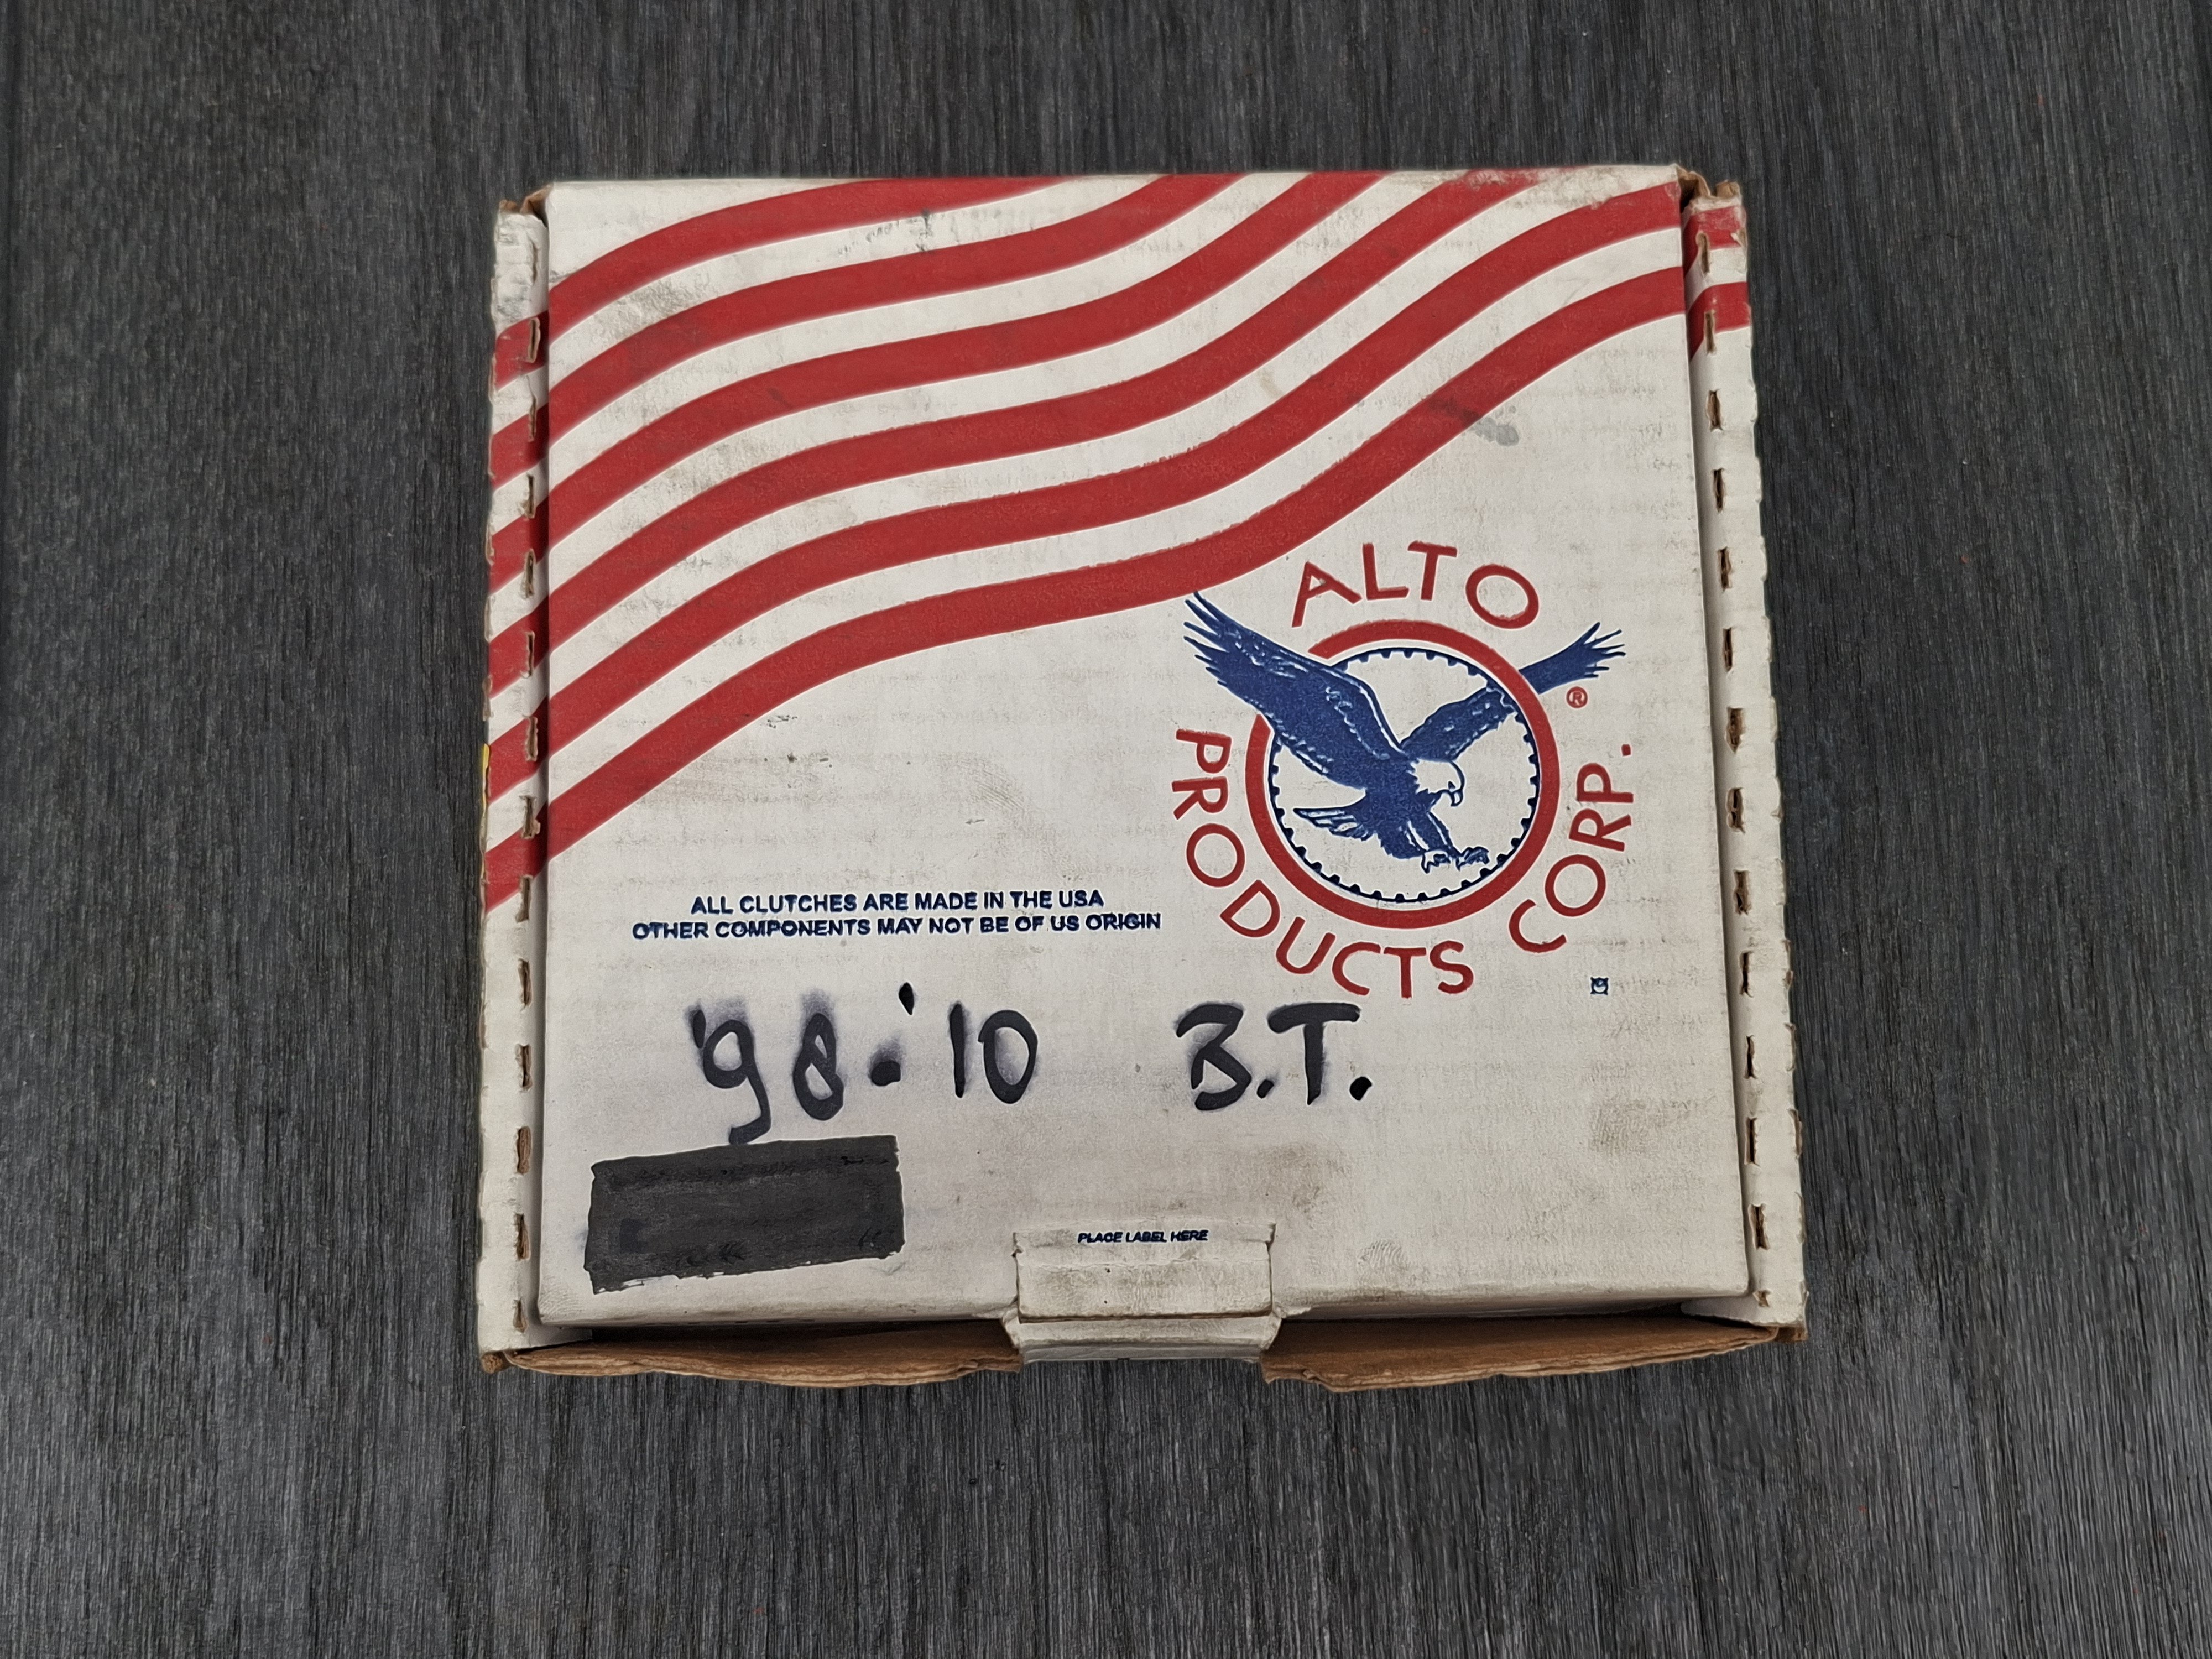 ALTO
PRODUCTS CORP.
®
ALL CLUTCHES ARE MADE IN THE USA
OTHER COMPONENTS MAY NOT BE OF US ORIGIN
'98-'10 B.T.
PLACE LABEL HERE